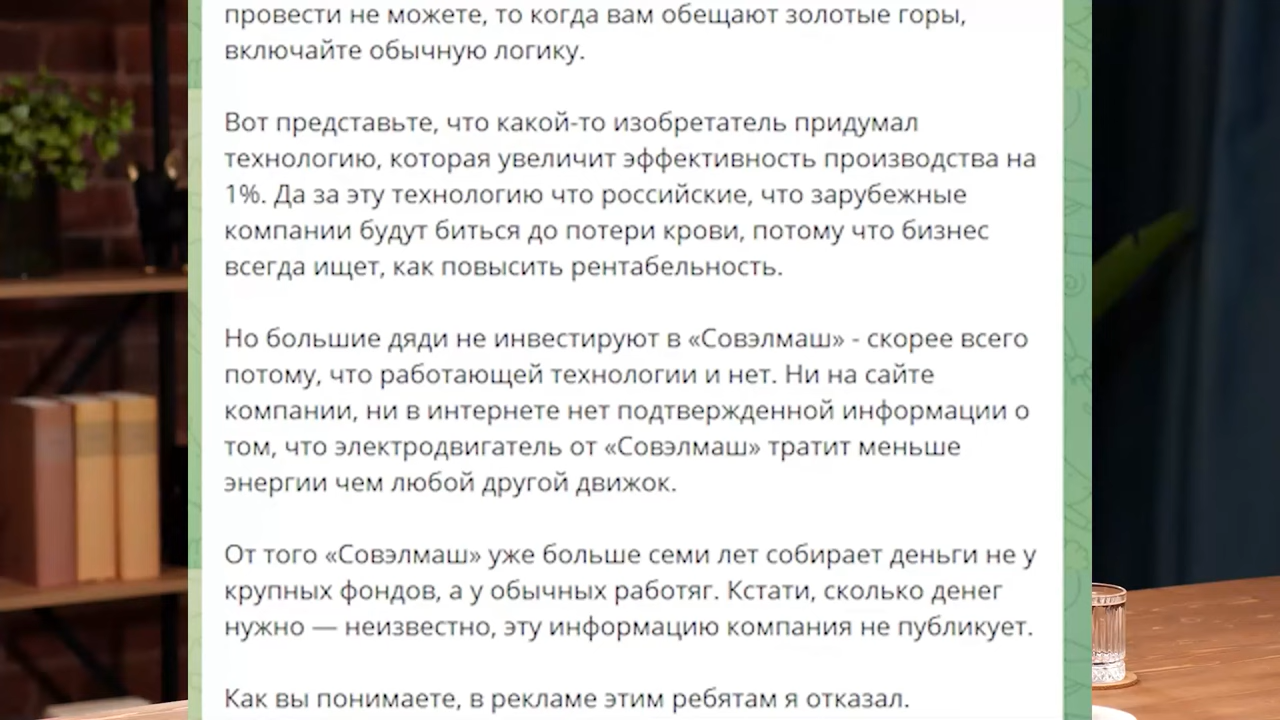 провести не можете, то когда вам обещают золотые горы,
включайте обычную логику.
Вот представьте, что какой-то изобретатель придумал
технологию, которая увеличит эффективность производства на
1%. Да за эту технологию что российские, что зарубежные
компании будут биться до потери крови, потому что бизнес
всегда ищет, как повысить рентабельность.
Но большие дяди не инвестируют в «Совэлмаш» - скорее всего
потому, что работающей технологии и нет. Ни на сайте
компании, ни в интернете нет подтвержденной информации о
том, что электродвигатель от «Совэлмаш» тратит меньше
энергии чем любой другой движок.
От того «Совэлмаш» уже больше семи лет собирает деньги не у
крупных фондов, а у обычных работяг. Кстати, сколько денег
нужно — неизвестно, эту информацию компания не публикует.
Как вы понимаете, в рекламе этим ребятам я отказал.